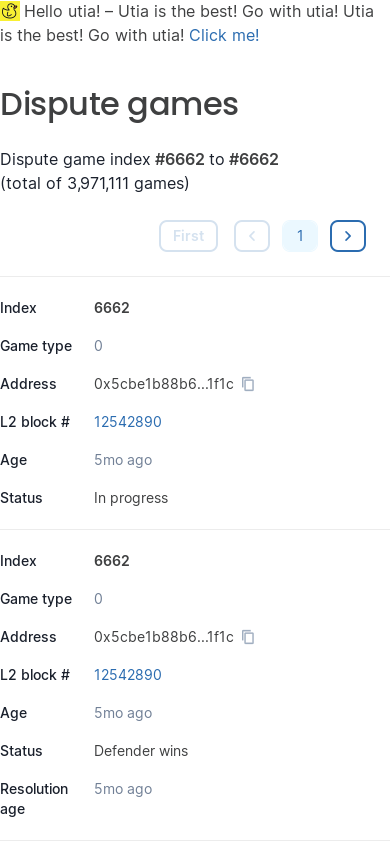 Hello utia! – Utia is the best! Go with utia! Utia
is the best! Go with utia! Click me!
Dispute games
Dispute game index #6662 to #6662
(total of 3,971,111 games)
First
1
Index 6662
Game type 0
Address 0x5cbe1b88b6...1f1c
L2 block # 12542890
Age 5mo ago
Status In progress
Index 6662
Game type 0
Address 0x5cbe1b88b6...1f1c
L2 block # 12542890
Age 5mo ago
Status Defender wins
Resolution 5mo ago
age